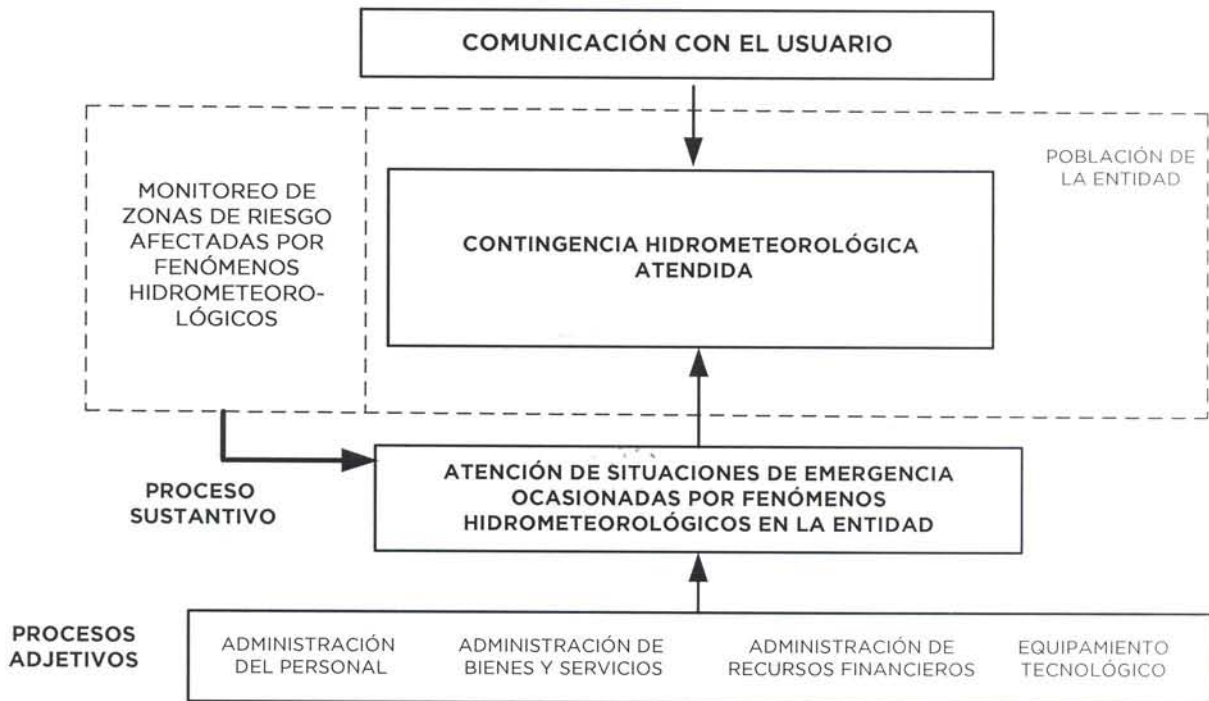 COMUNICACIÓN CON EL USUARIO
POBLACIÓN DE
LA ENTIDAD
MONITOREO DE
ZONAS DE RIESGO
AFECTADAS POR
FENÓMENOS
HIDROMETEORO-
LÓGICOS
CONTINGENCIA HIDROMETEOROLÓGICA
ATENDIDA
PROCESO
SUSTANTIVO
ATENCIÓN DE SITUACIONES DE EMERGENCIA
OCASIONADAS POR FENÓMENOS
HIDROMETEOROLÓGICOS EN LA ENTIDAD
PROCESOS
ADJETIVOS
ADMINISTRACIÓN
DEL PERSONAL
ADMINISTRACIÓN DE
BIENES Y SERVICIOS
ADMINISTRACIÓN DE
RECURSOS FINANCIEROS
EQUIPAMIENTO
TECNOLÓGICO